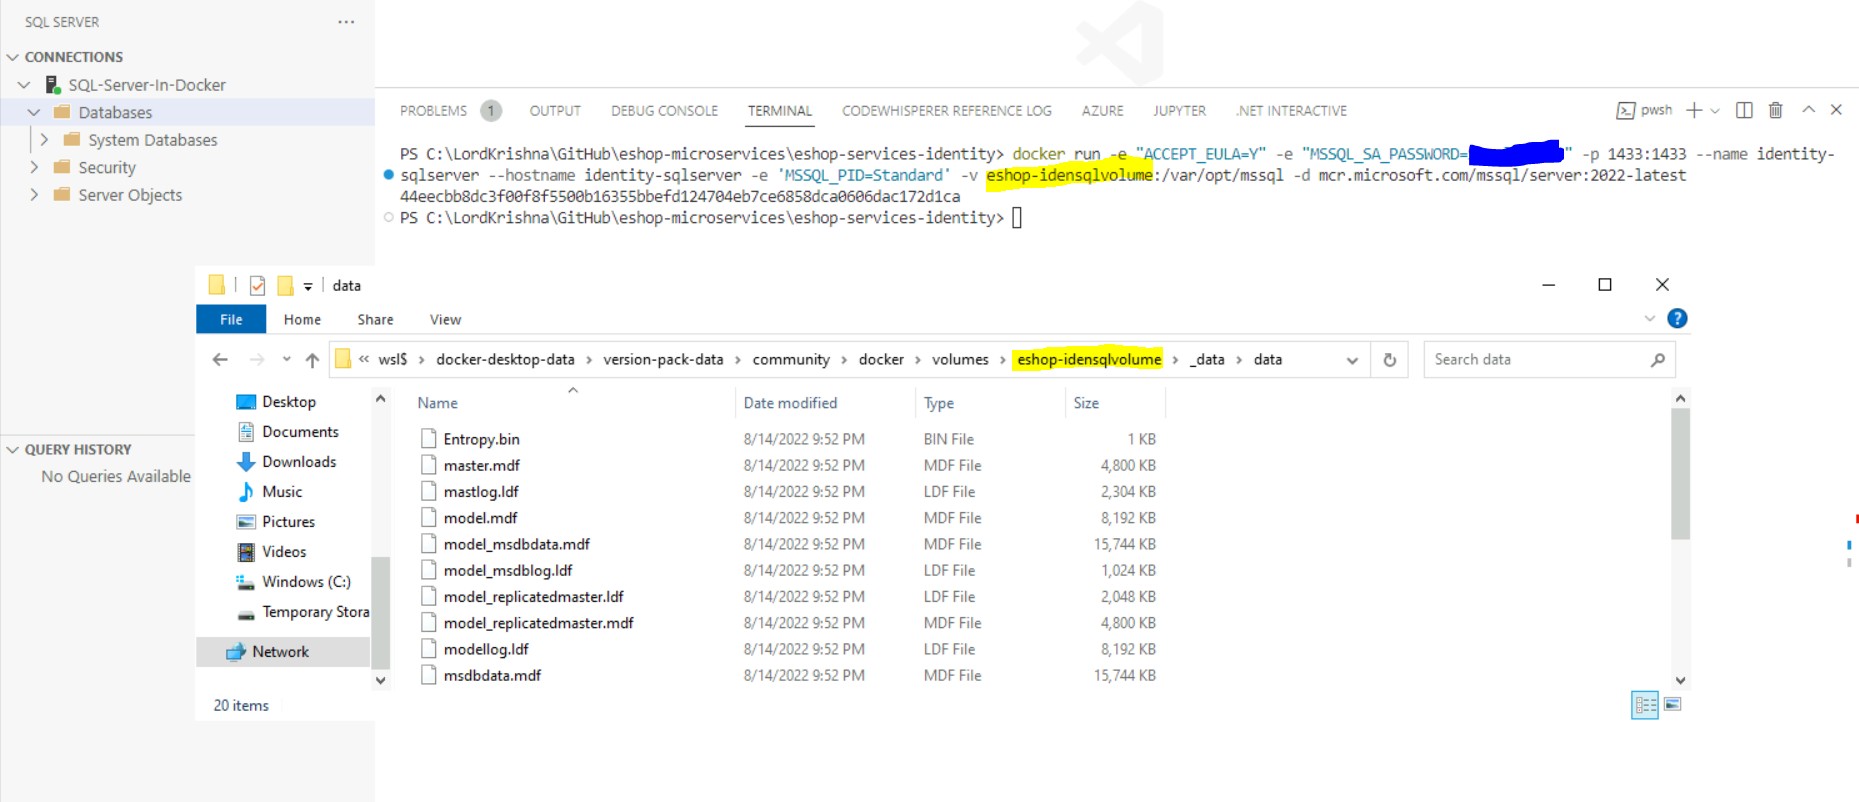 SQL SERVER
CONNECTIONS
SQL-Server-In-Docker
Databases
System Databases
Security
Server Objects
QUERY HISTORY
No Queries Available
PROBLEMS 1 OUTPUT DEBUG CONSOLE TERMINAL CODEWHISPERER REFERENCE LOG AZURE JUPYTER .NET INTERACTIVE pwsh
PS C:\LordKrishna\GitHub\eshop-microservices\eshop-services-identity> docker run -e "ACCEPT_EULA=Y" -e "MSSQL_SA_PASSWORD= " -p 1433:1433 --name identity-
sqlserver --hostname identity-sqlserver -e 'MSSQL_PID=Standard' -v eshop-idensqlvolume:/var/opt/mssql -d mcr.microsoft.com/mssql/server:2022-latest
44eecbb8dc3f00f8f5500b16355bbefd124704eb7ce6858dca0606dac172d1ca
PS C:\LordKrishna\GitHub\eshop-microservices\eshop-services-identity>
data
File Home Share View
« wsl$ › docker-desktop-data › version-pack-data › community › docker › volumes › eshop-idensqlvolume › _data › data
Search data
Desktop
Documents
Downloads
Music
Pictures
Videos
Windows (C:)
Temporary Stora
Network
Name Date modified Type Size
Entropy.bin 8/14/2022 9:52 PM BIN File 1 KB
master.mdf 8/14/2022 9:52 PM MDF File 4,800 KB
mastlog.ldf 8/14/2022 9:52 PM LDF File 2,304 KB
model.mdf 8/14/2022 9:52 PM MDF File 8,192 KB
model_msdbdata.mdf 8/14/2022 9:52 PM MDF File 15,744 KB
model_msdblog.ldf 8/14/2022 9:52 PM LDF File 1,024 KB
model_replicatedmaster.ldf 8/14/2022 9:52 PM LDF File 2,048 KB
model_replicatedmaster.mdf 8/14/2022 9:52 PM MDF File 4,800 KB
modellog.ldf 8/14/2022 9:52 PM LDF File 8,192 KB
msdbdata.mdf 8/14/2022 9:52 PM MDF File 15,744 KB
20 items